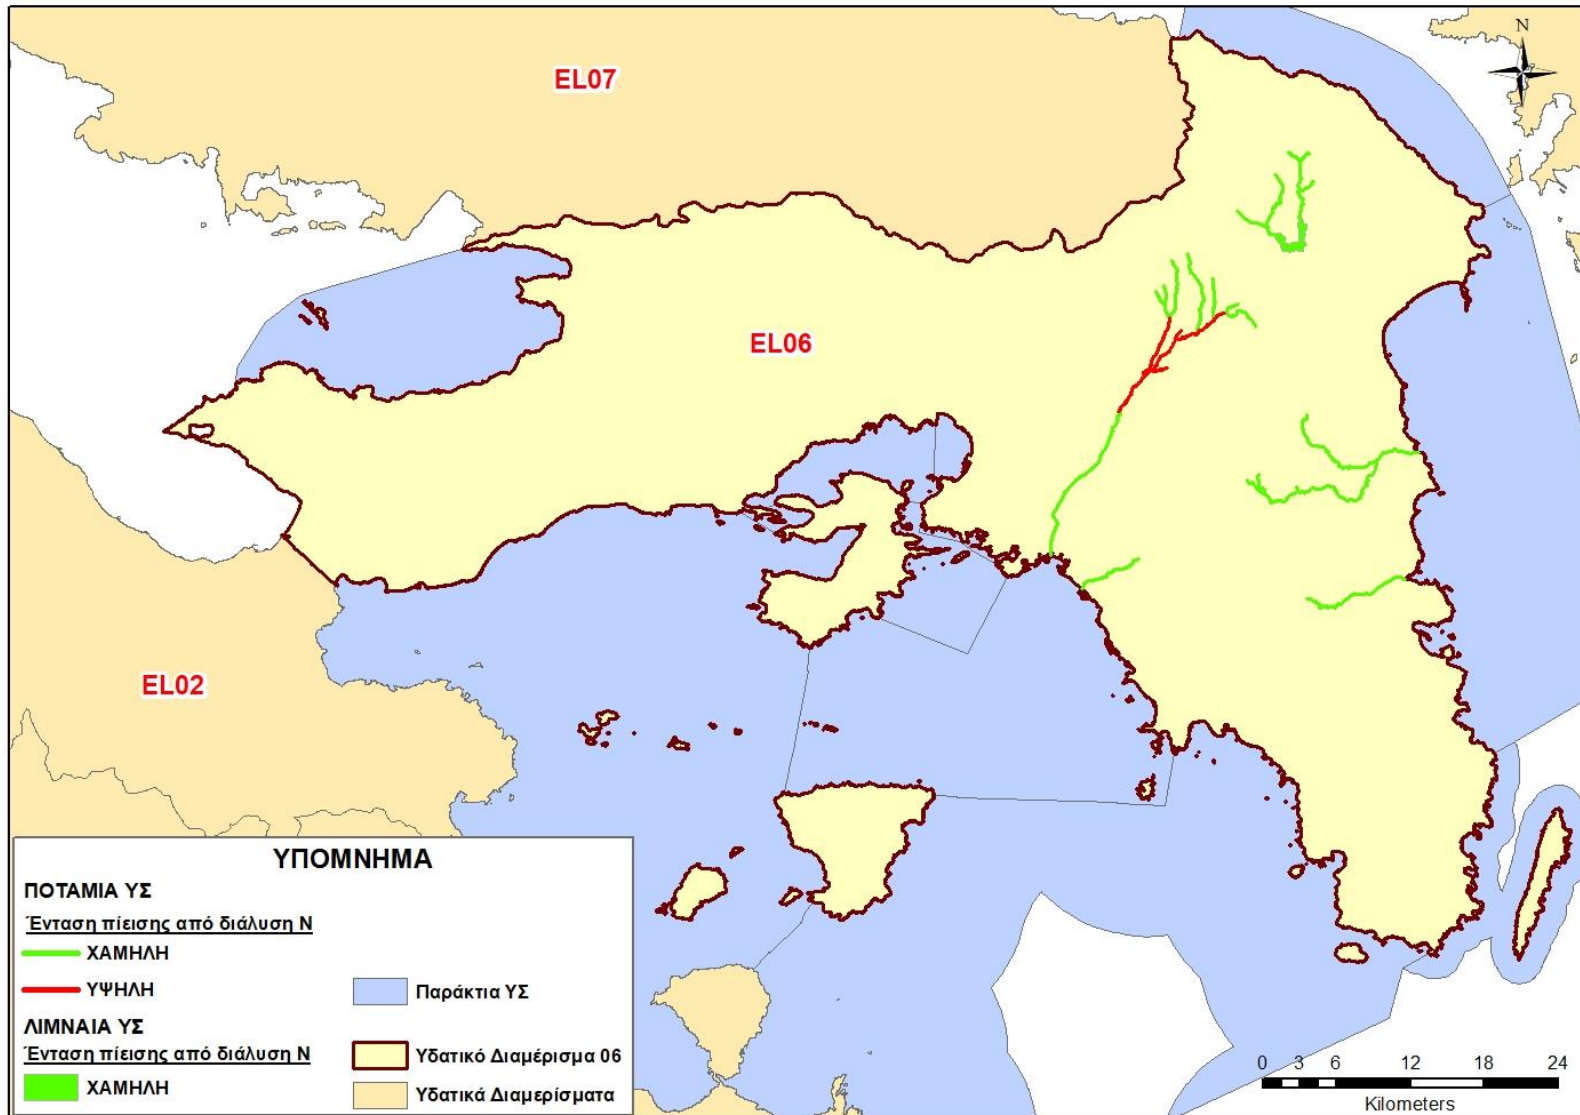 N
EL07
EL06
EL02
ΥΠΟΜΝΗΜΑ
ΠΟΤΑΜΙΑ ΥΣ
Ένταση πίεισης από διάλυση Ν
ΧΑΜΗΛΗ
ΥΨΗΛΗ
ΛΙΜΝΑΙΑ ΥΣ
Ένταση πίεισης από διάλυση Ν
ΧΑΜΗΛΗ
Παράκτια ΥΣ
Υδατικό Διαμέρισμα 06
Υδατικά Διαμερίσματα
0 3 6 12 18 24
Kilometers